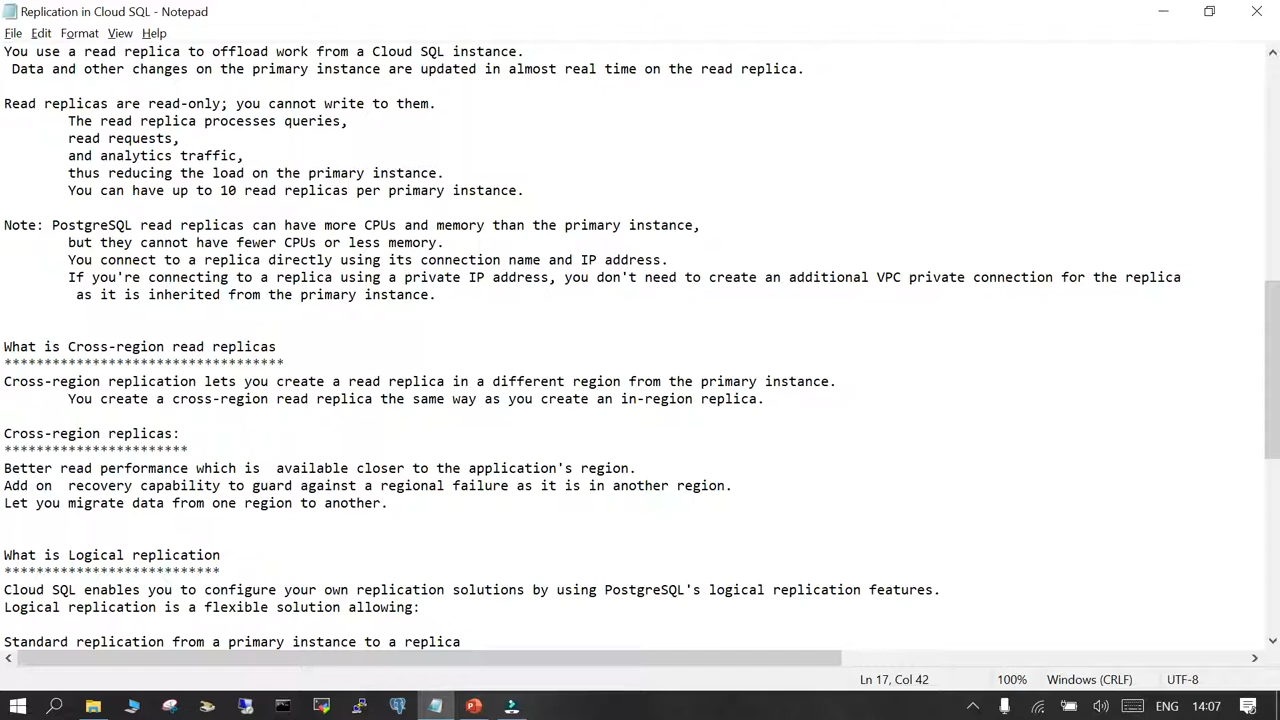 Replication in Cloud SQL - Notepad
File Edit Format View Help
You use a read replica to offload work from a Cloud SQL instance.
Data and other changes on the primary instance are updated in almost real time on the read replica.
Read replicas are read-only; you cannot write to them.
The read replica processes queries,
read requests,
and analytics traffic,
thus reducing the load on the primary instance.
You can have up to 10 read replicas per primary instance.
Note: PostgreSQL read replicas can have more CPUs and memory than the primary instance,
but they cannot have fewer CPUs or less memory.
You connect to a replica directly using its connection name and IP address.
If you're connecting to a replica using a private IP address, you don't need to create an additional VPC private connection for the replica
as it is inherited from the primary instance.
What is Cross-region read replicas
***********************************
Cross-region replication lets you create a read replica in a different region from the primary instance.
You create a cross-region read replica the same way as you create an in-region replica.
Cross-region replicas:
***********************
Better read performance which is  available closer to the application's region.
Add on  recovery capability to guard against a regional failure as it is in another region.
Let you migrate data from one region to another.
What is Logical replication
***************************
Cloud SQL enables you to configure your own replication solutions by using PostgreSQL's logical replication features.
Logical replication is a flexible solution allowing:
Standard replication from a primary instance to a replica
Ln 17, Col 42 100% Windows (CRLF) UTF-8
ENG 14:07